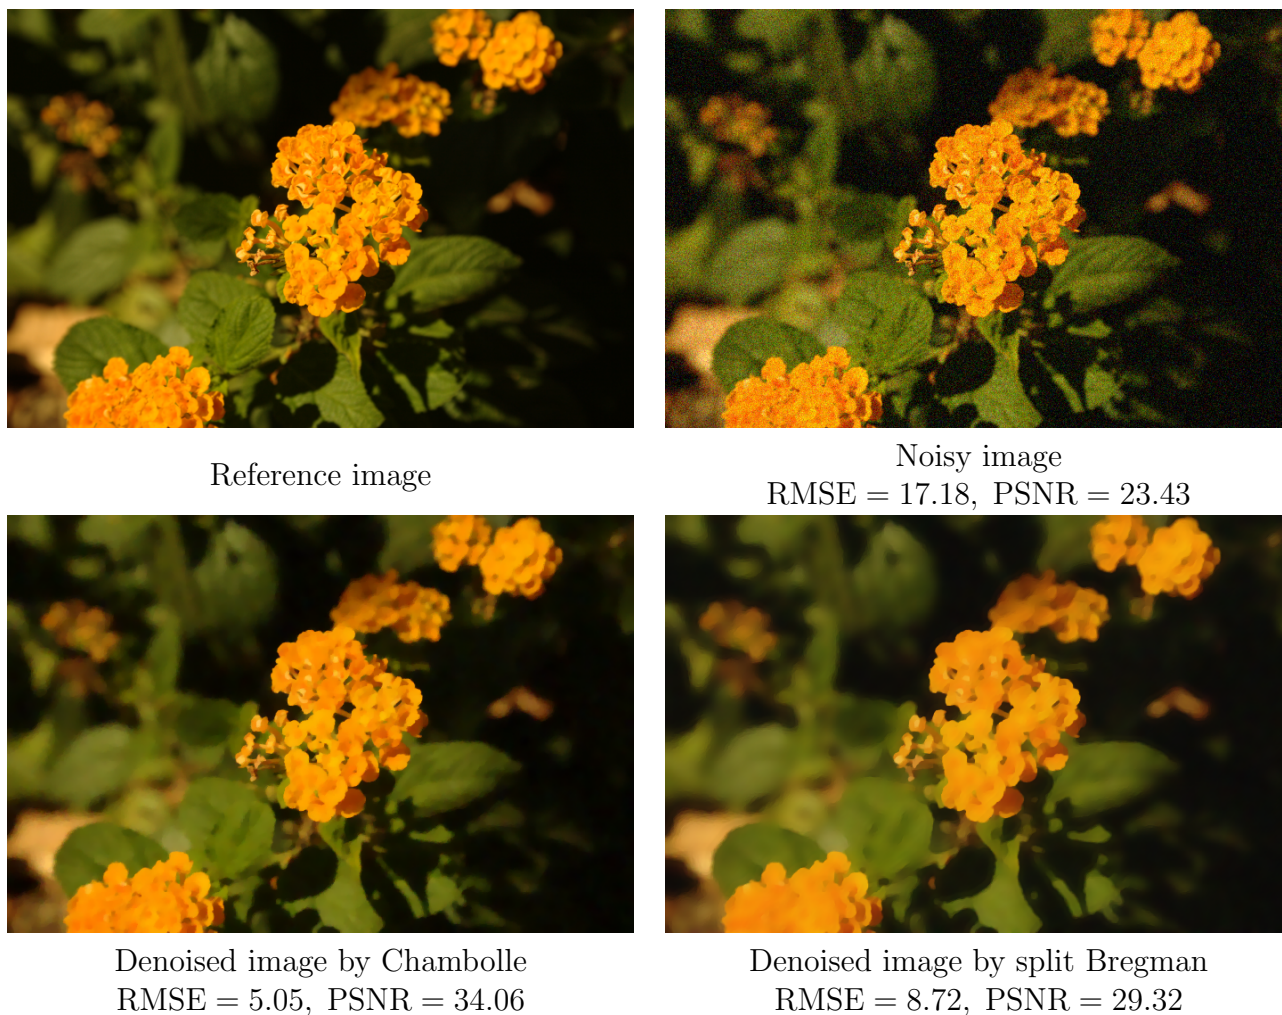 Reference image
Noisy image
RMSE = 17.18, PSNR = 23.43
Denoised image by Chambolle
RMSE = 5.05, PSNR = 34.06
Denoised image by split Bregman
RMSE = 8.72, PSNR = 29.32